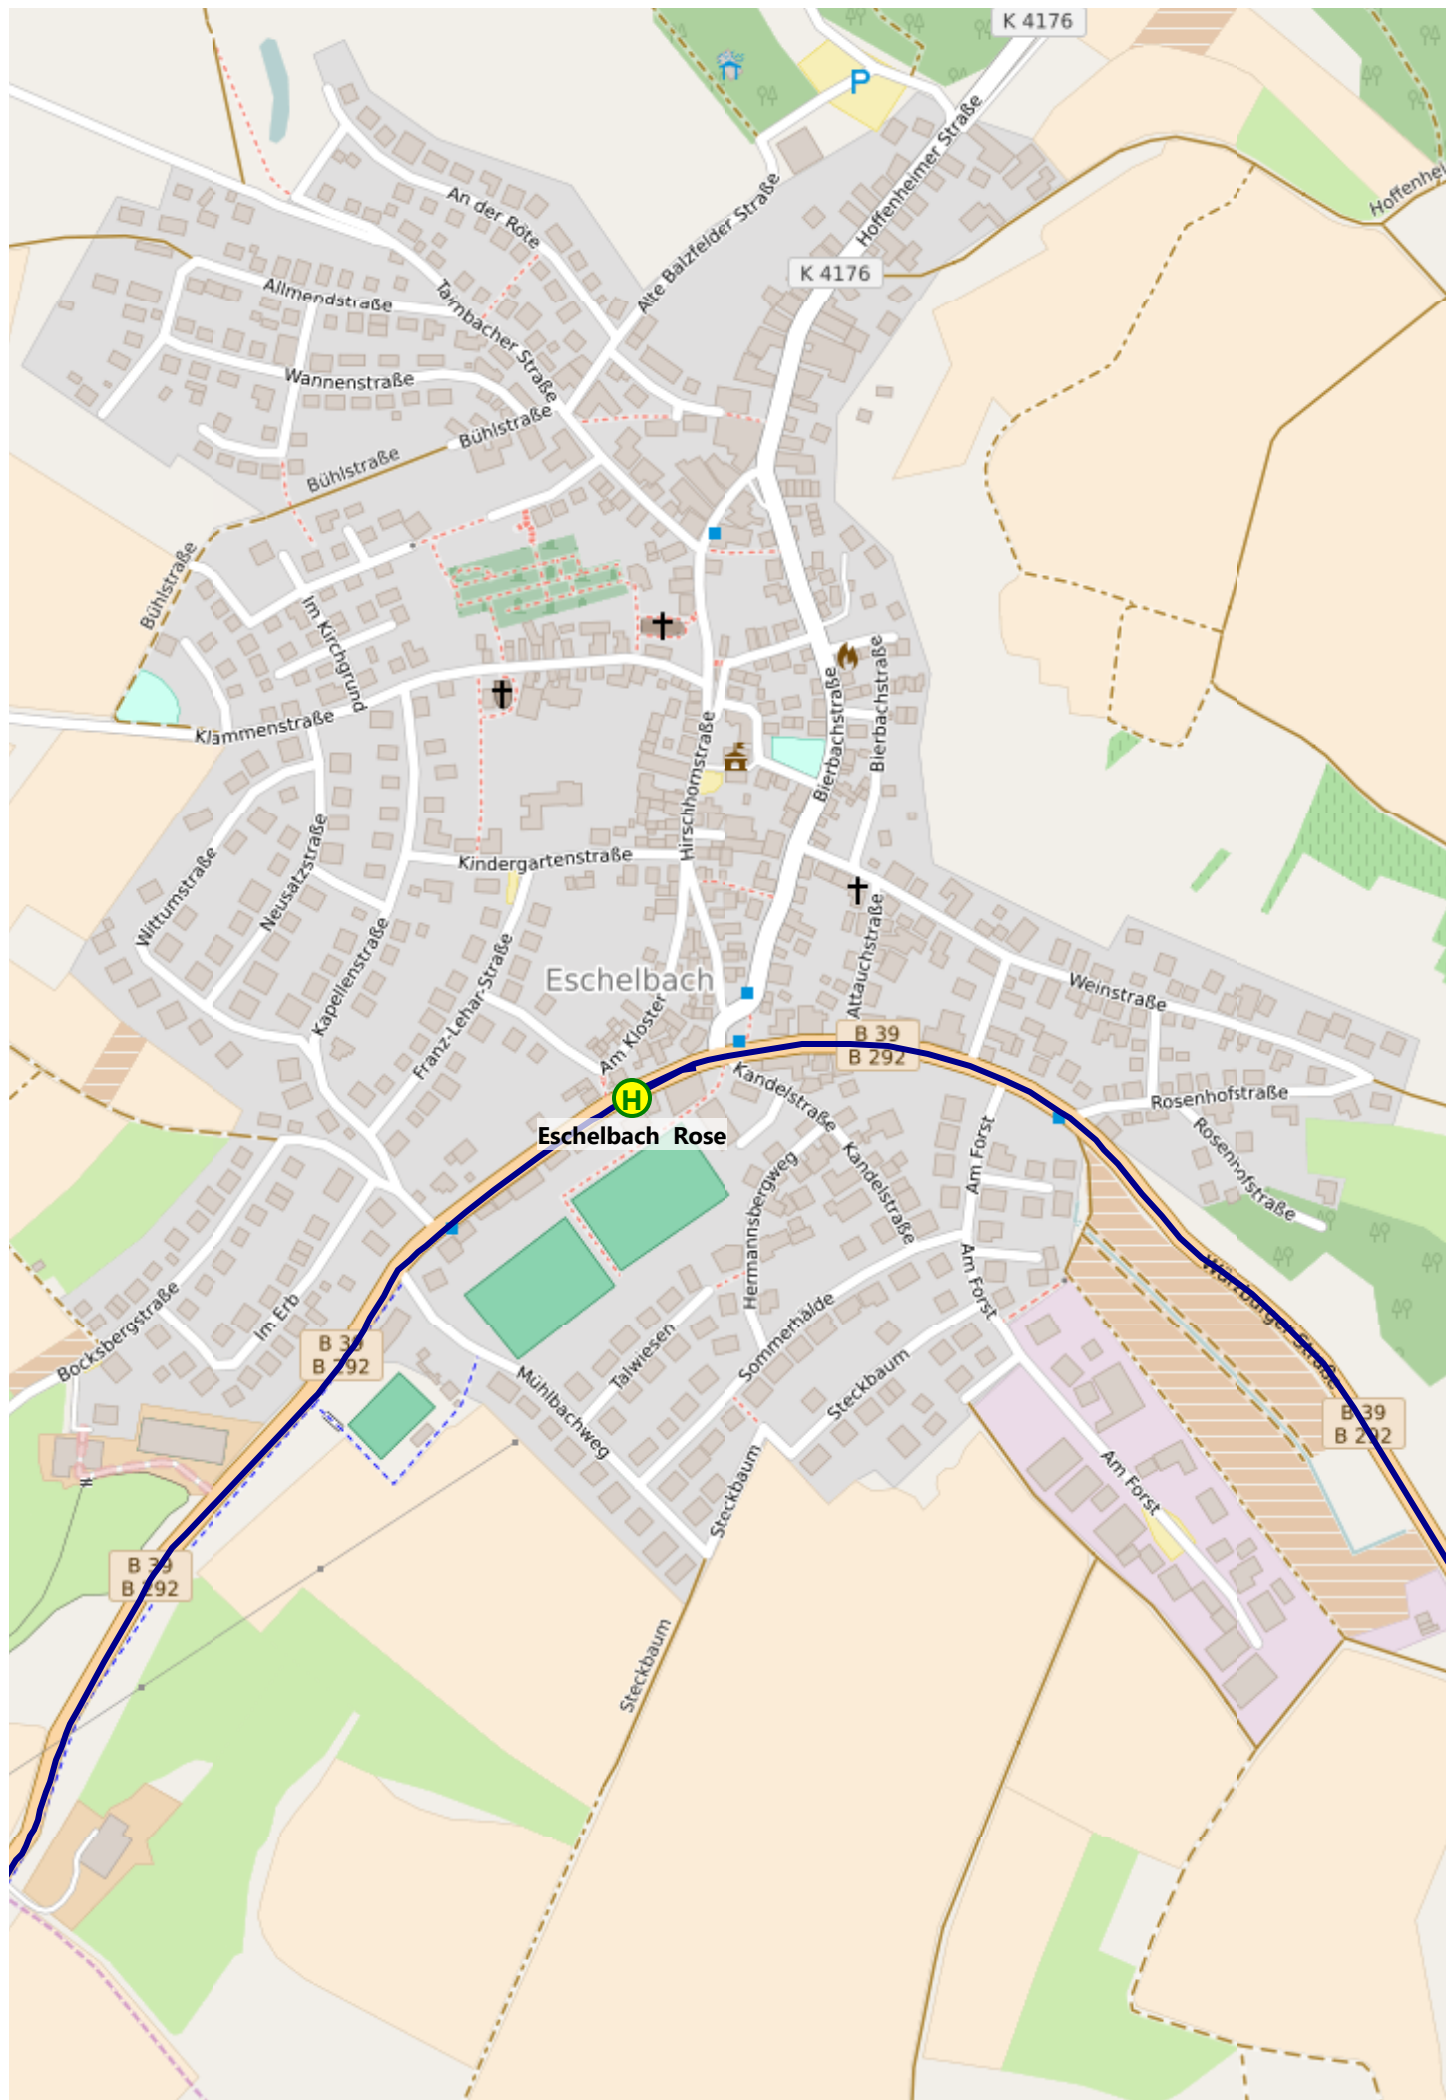 K 4176
P
Hoffenheimer Straße
An der Röte
Alte Balzfelder Straße
K 4176
Allmendstraße
Tairnbacher Straße
Wannenstraße
Bühlstraße
Bühlstraße
Bühlstraße
Im Kirchgrund
Klammenstraße
Bierbachstraße
Bierbachstraße
Hirschhornstraße
Kindergartenstraße
Witturnstraße
Neusatzstraße
Kapellenstraße
Franz-Lehar-Straße
Eschelbach
Am Kloster
Attauchstraße
Weinstraße
B 39
B 292
Kandelstraße
Rosenhofstraße
H
Eschelbach Rose
Am Forst
Kandelstraße
Rosenhofstraße
Hermannsbergweg
Am Forst
Würzburger Straße
Bocksbergstraße
Im Erb
B 39
B 292
Talwiesen
Sommerhälde
Steckbaum
Mühlbachweg
B 39
B 292
Steckbaum
Am Forst
B 39
B 292
Steckbaum